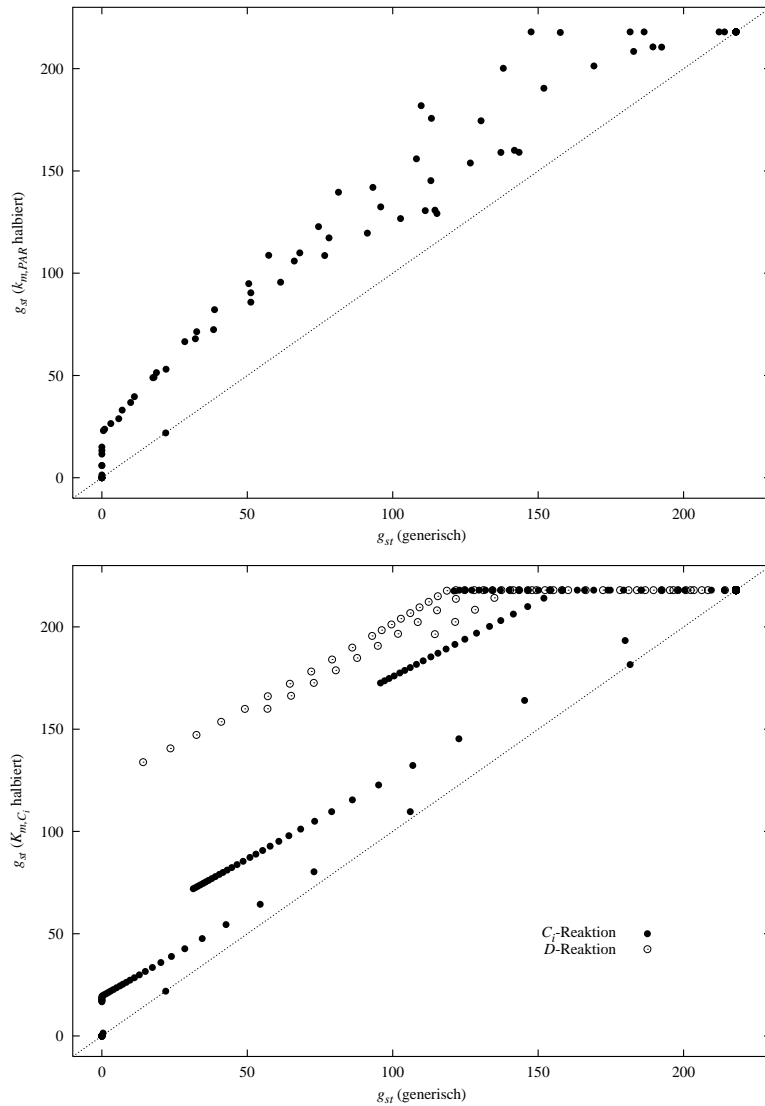 200
150
100
50
0
0 50 100 150 200
g_st (k_m,PAR halbiert)
g_st (generisch)
200
150
100
50
0
0 50 100 150 200
g_st (K_m,C_i halbiert)
g_st (generisch)
C_i-Reaktion
D-Reaktion